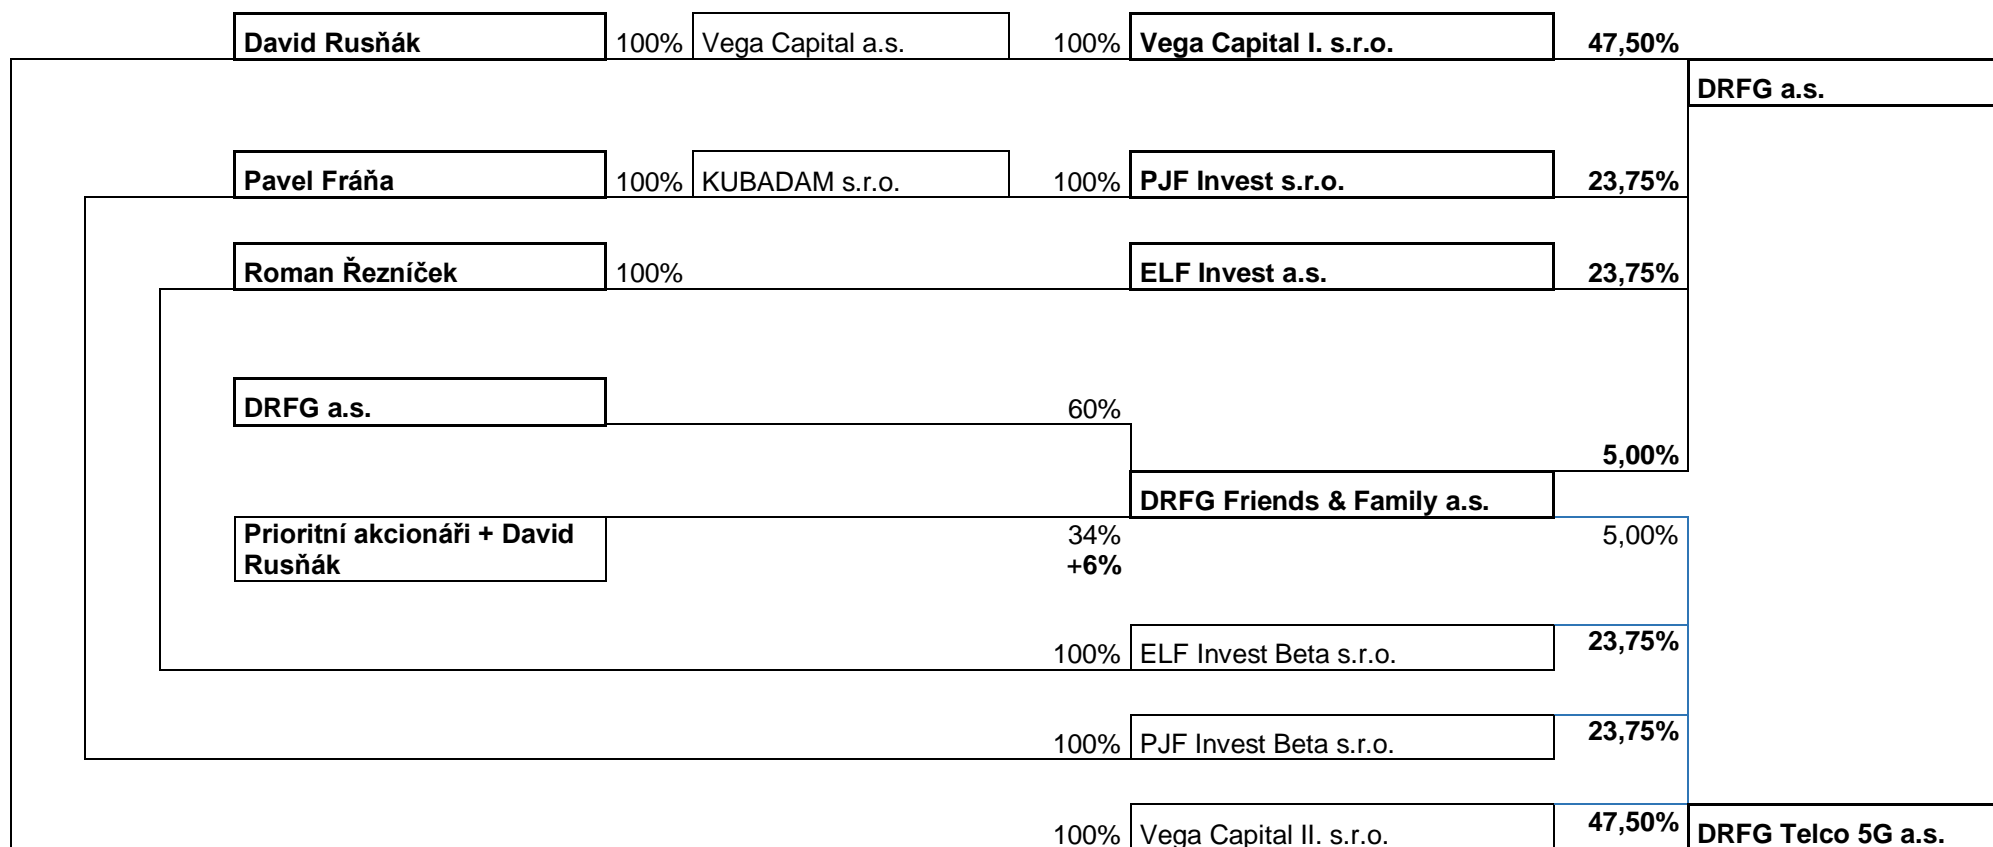 David Rusňák 100% Vega Capital a.s. 100% Vega Capital I. s.r.o. 47,50%
DRFG a.s.
Pavel Fráňa 100% KUBADAM s.r.o. 100% PJF Invest s.r.o. 23,75%
Roman Řezníček 100% ELF Invest a.s. 23,75%
DRFG a.s. 60%
5,00%
DRFG Friends & Family a.s.
Prioritní akcionáři + David 34% 5,00%
Rusňák +6%
100% ELF Invest Beta s.r.o. 23,75%
100% PJF Invest Beta s.r.o. 23,75%
100% Vega Capital II. s.r.o. 47,50% DRFG Telco 5G a.s.